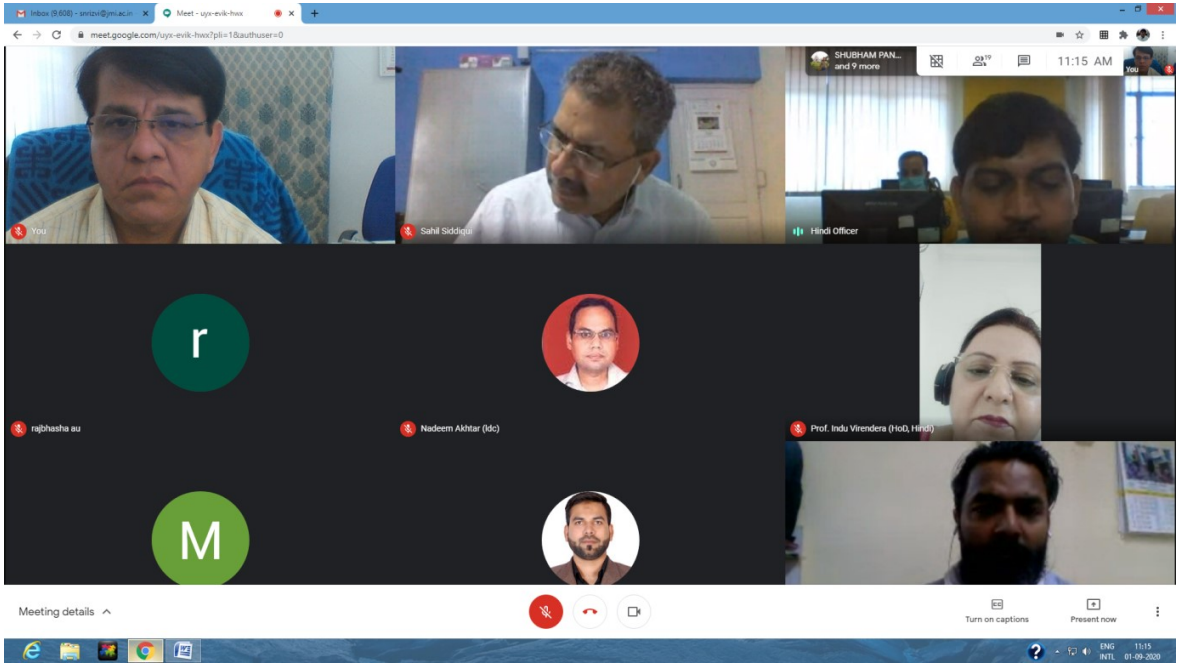 Inbox (9,608) - snrizvi@jmi.ac.in
Meet - uyx-evik-hwx
meet.google.com/uyx-evik-hwx?pli=1&authuser=0
SHUBHAM PAN...
and 9 more
19
11:15 AM
You
You
Sahil Siddiqui
Hindi Officer
r
rajbhasha au
Nadeem Akhtar (ldc)
Prof. Indu Virendera (HoD, Hindi)
M
Meeting details
Turn on captions
Present now
ENG
INTL
11:15
01-09-2020